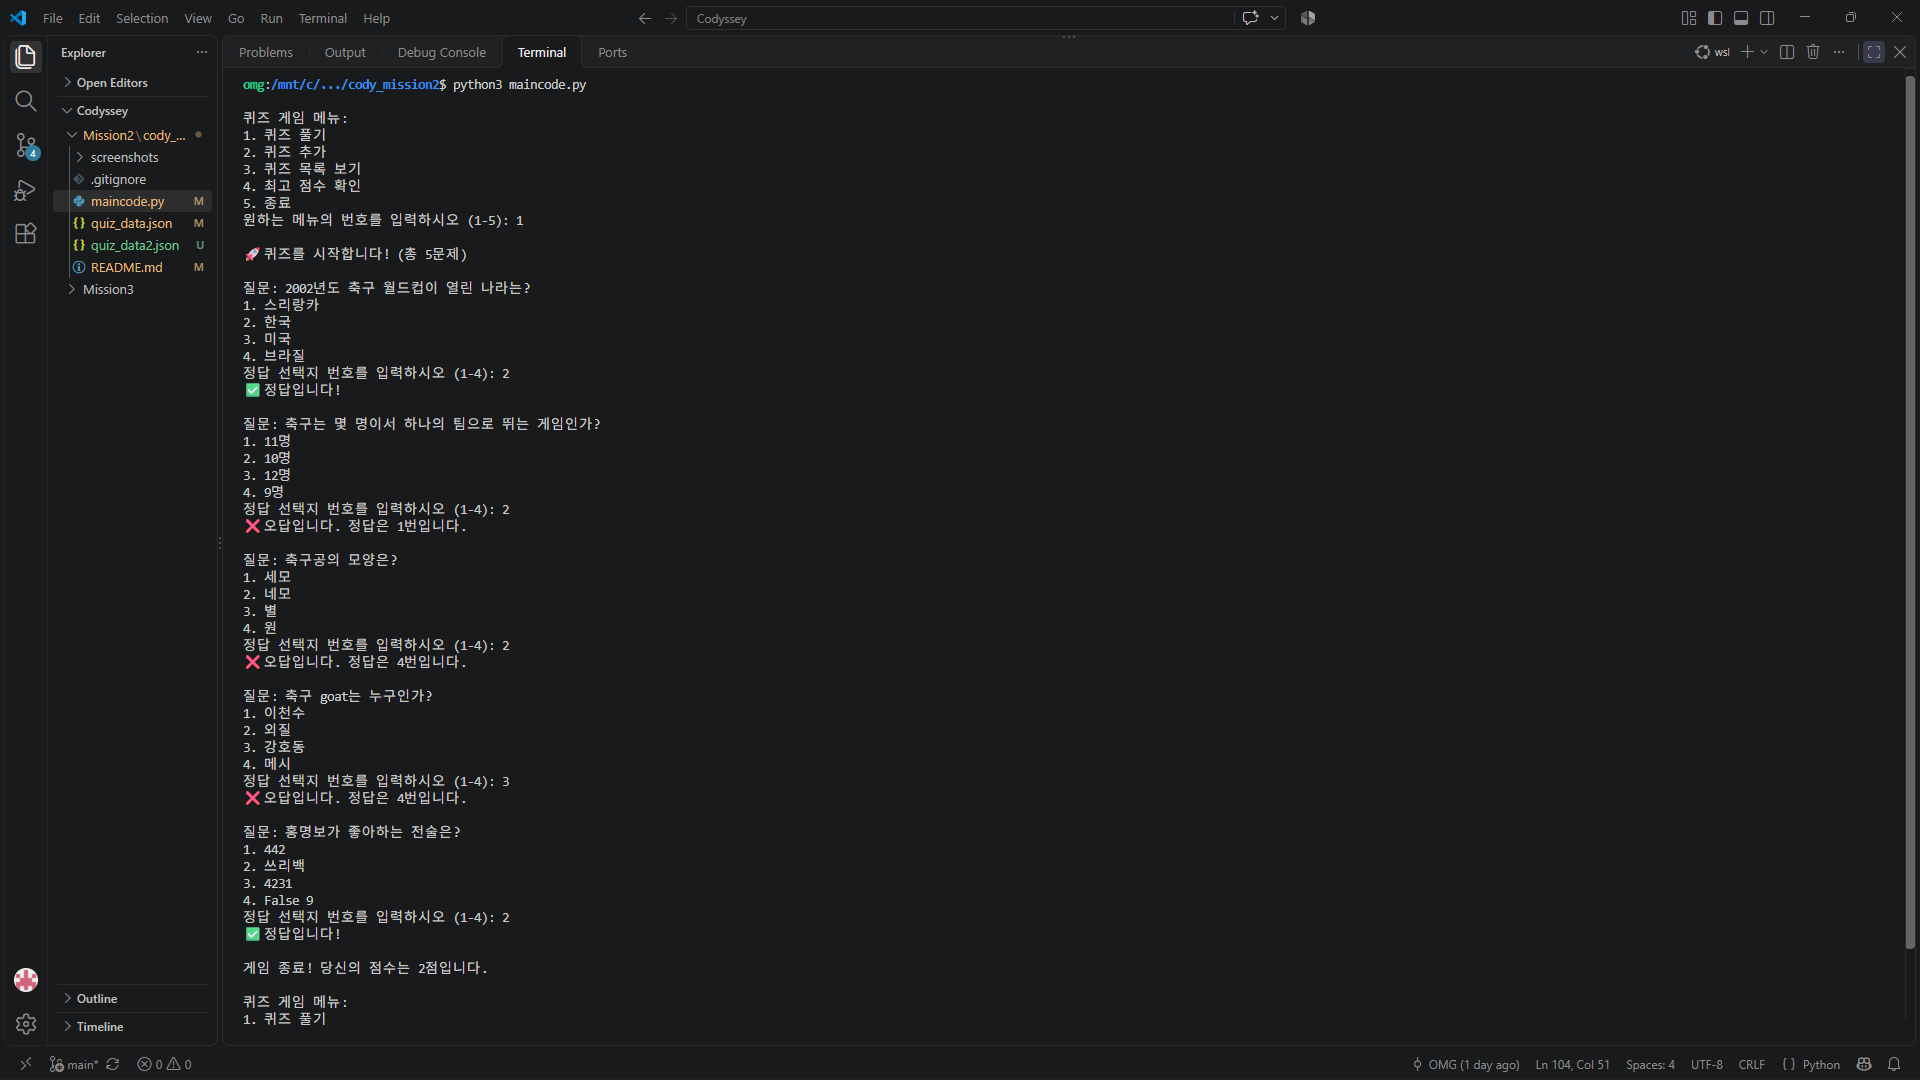 File Edit Selection View Go Run Terminal Help
Codyssey
Explorer
Open Editors
Codyssey
Mission2\cody_...
screenshots
.gitignore
maincode.py M
quiz_data.json M
quiz_data2.json U
README.md M
Mission3
4
Outline
Timeline
Problems Output Debug Console Terminal Ports
wsl
omg:/mnt/c/.../cody_mission2$ python3 maincode.py
퀴즈 게임 메뉴:
1. 퀴즈 풀기
2. 퀴즈 추가
3. 퀴즈 목록 보기
4. 최고 점수 확인
5. 종료
원하는 메뉴의 번호를 입력하시오 (1-5): 1
🚀 퀴즈를 시작합니다! (총 5문제)
질문: 2002년도 축구 월드컵이 열린 나라는?
1. 스리랑카
2. 한국
3. 미국
4. 브라질
정답 선택지 번호를 입력하시오 (1-4): 2
✅ 정답입니다!
질문: 축구는 몇 명이서 하나의 팀으로 뛰는 게임인가?
1. 11명
2. 10명
3. 12명
4. 9명
정답 선택지 번호를 입력하시오 (1-4): 2
❌ 오답입니다. 정답은 1번입니다.
질문: 축구공의 모양은?
1. 세모
2. 네모
3. 별
4. 원
정답 선택지 번호를 입력하시오 (1-4): 2
❌ 오답입니다. 정답은 4번입니다.
질문: 축구 goat는 누구인가?
1. 이천수
2. 외질
3. 강호동
4. 메시
정답 선택지 번호를 입력하시오 (1-4): 3
❌ 오답입니다. 정답은 4번입니다.
질문: 홍명보가 좋아하는 전술은?
1. 442
2. 쓰리백
3. 4231
4. False 9
정답 선택지 번호를 입력하시오 (1-4): 2
✅ 정답입니다!
게임 종료! 당신의 점수는 2점입니다.
퀴즈 게임 메뉴:
1. 퀴즈 풀기
main* 0 0 OMG (1 day ago) Ln 104, Col 51 Spaces: 4 UTF-8 CRLF {} Python